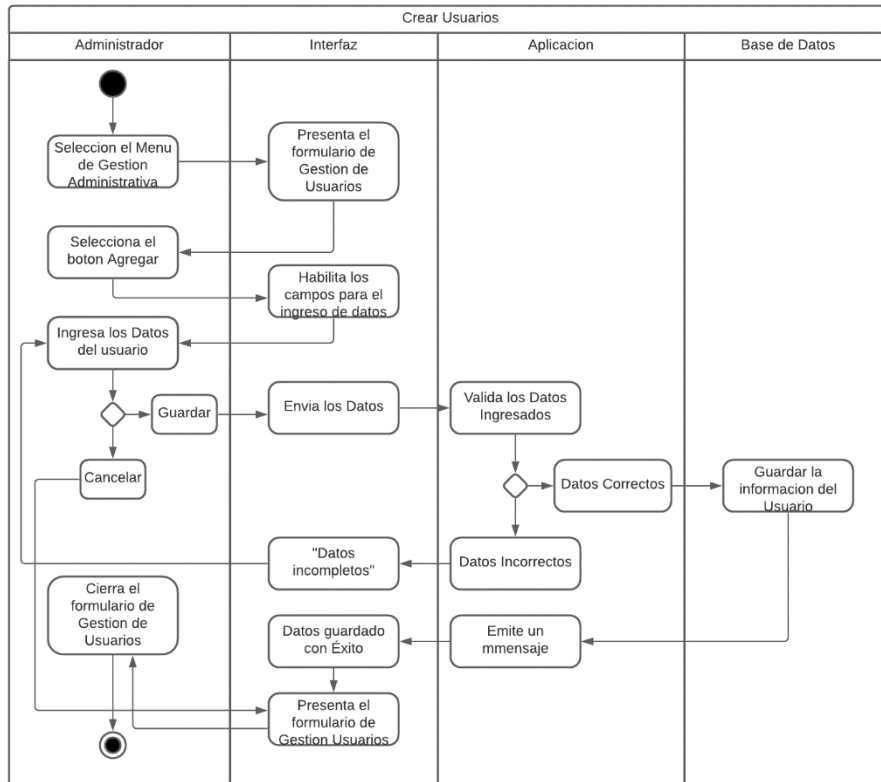 Crear Usuarios
Administrador
Interfaz
Aplicacion
Base de Datos
Seleccion el Menu
de Gestion
Administrativa
Presenta el
formulario de
Gestion de
Usuarios
Selecciona el
boton Agregar
Habilita los
campos para el
ingreso de datos
Ingresa los Datos
del usuario
Guardar
Envia los Datos
Valida los Datos
Ingresados
Cancelar
Datos Correctos
Guardar la
informacion del
Usuario
"Datos
incompletos"
Datos Incorrectos
Cierra el
formulario de
Gestion de
Usuarios
Datos guardado
con Éxito
Emite un
mmensaje
Presenta el
formulario de
Gestion Usuarios